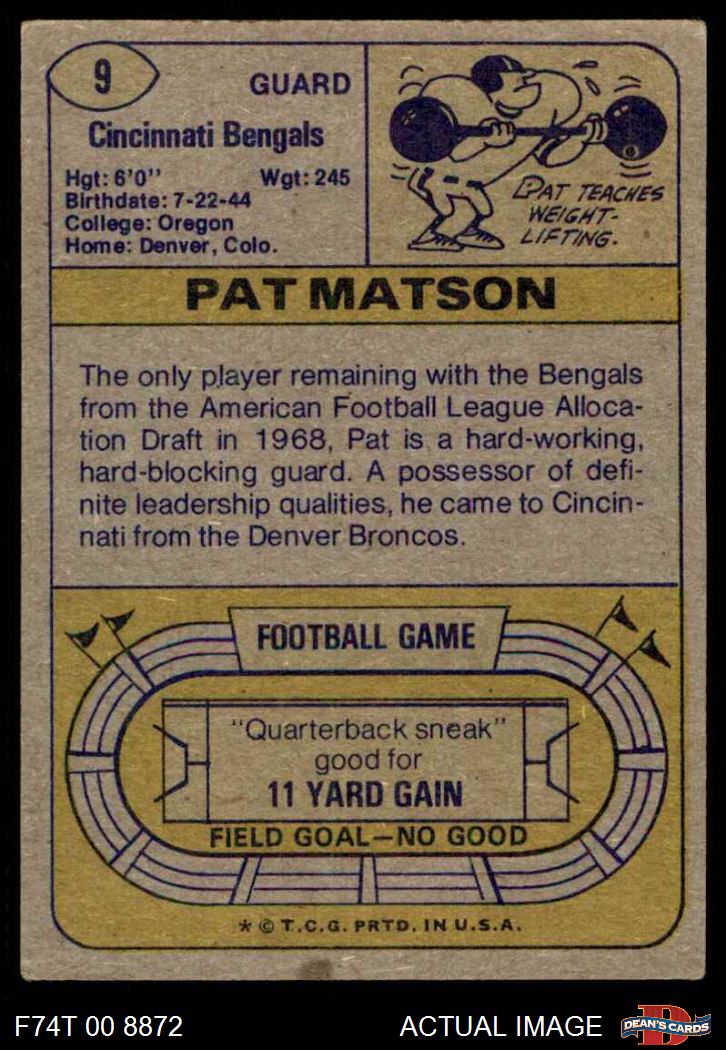 9
GUARD
Cincinnati Bengals
Hgt: 6'0" Wgt: 245
Birthdate: 7-22-44
College: Oregon
Home: Denver, Colo.
PAT TEACHES
WEIGHT-
LIFTING.
PAT MATSON
The only player remaining with the Bengals
from the American Football League Alloca-
tion Draft in 1968, Pat is a hard-working,
hard-blocking guard. A possessor of defi-
nite leadership qualities, he came to Cincin-
nati from the Denver Broncos.
FOOTBALL GAME
"Quarterback sneak"
good for
11 YARD GAIN
FIELD GOAL—NO GOOD
* © T.C.G. PRTD. IN U.S.A.
F74T 00 8872 ACTUAL IMAGE
D
DEAN'S CARDS